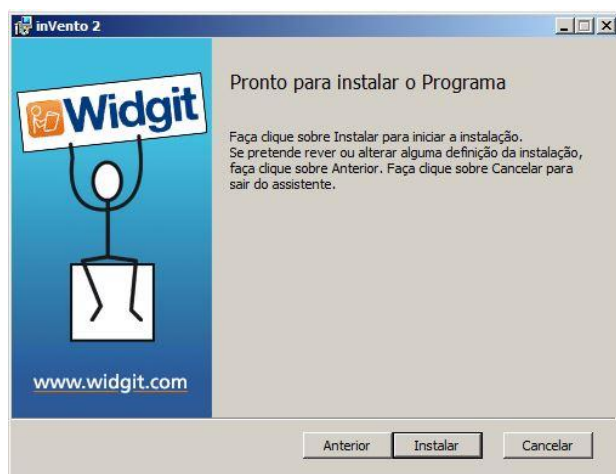 inVento 2
Widgit
www.widgit.com
Pronto para instalar o Programa
Faça clique sobre Instalar para iniciar a instalação.
Se pretende rever ou alterar alguma definição da instalação,
faça clique sobre Anterior. Faça clique sobre Cancelar para
sair do assistente.
Anterior Instalar Cancelar